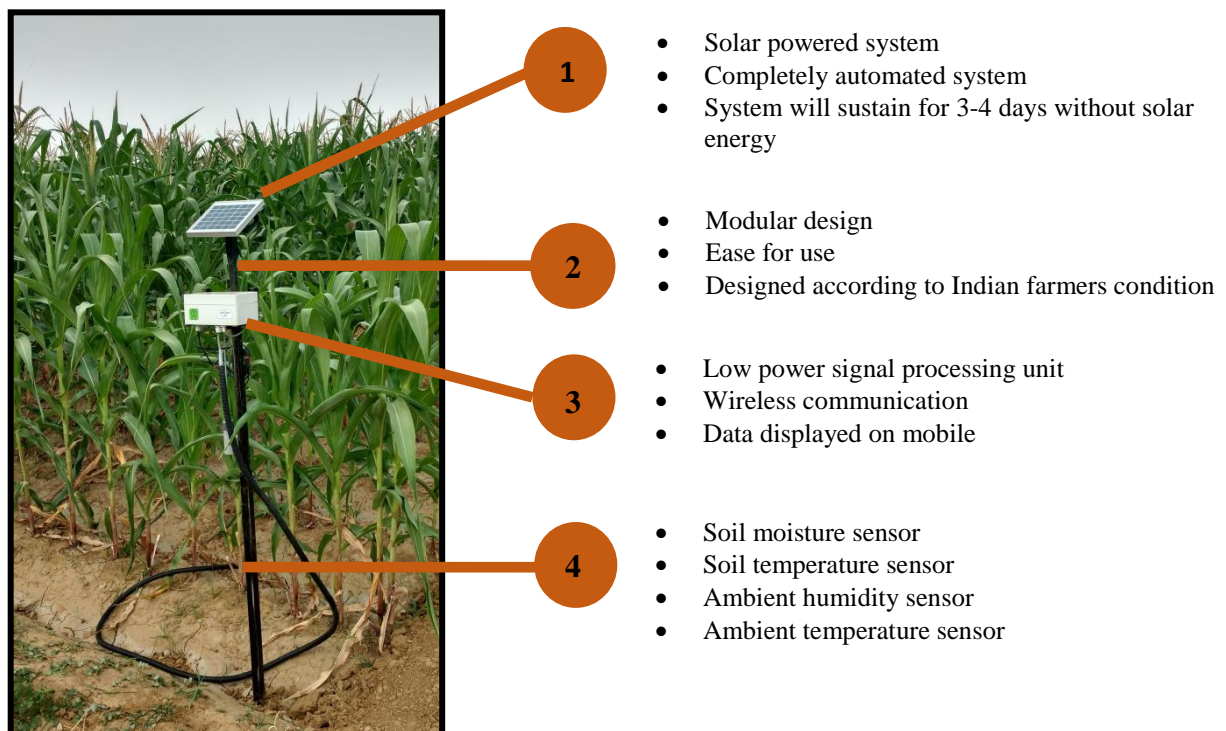 1
• Solar powered system
• Completely automated system
• System will sustain for 3-4 days without solar
energy
2
• Modular design
• Ease for use
• Designed according to Indian farmers condition
3
• Low power signal processing unit
• Wireless communication
• Data displayed on mobile
4
• Soil moisture sensor
• Soil temperature sensor
• Ambient humidity sensor
• Ambient temperature sensor